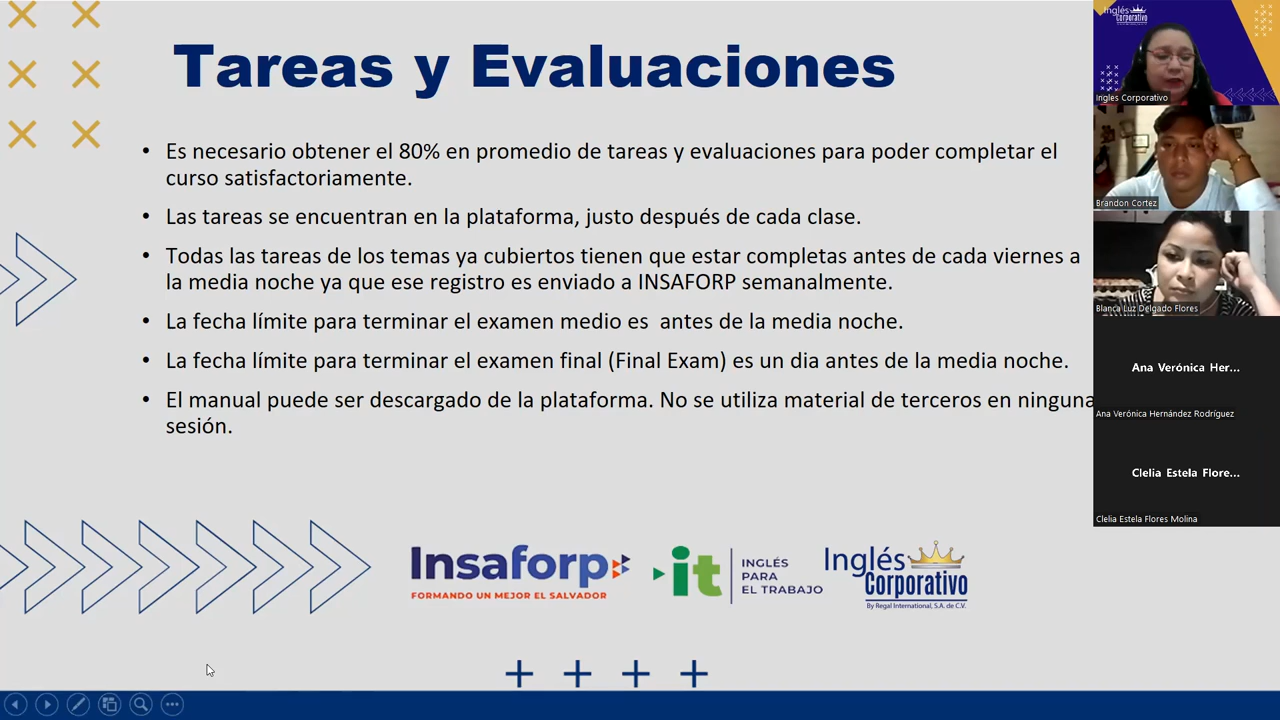 Tareas y Evaluaciones
• Es necesario obtener el 80% en promedio de tareas y evaluaciones para poder completar el
curso satisfactoriamente.
• Las tareas se encuentran en la plataforma, justo después de cada clase.
• Todas las tareas de los temas ya cubiertos tienen que estar completas antes de cada viernes a
la media noche ya que ese registro es enviado a INSAFORP semanalmente.
• La fecha límite para terminar el examen medio es  antes de la media noche.
• La fecha límite para terminar el examen final (Final Exam) es un dia antes de la media noche.
• El manual puede ser descargado de la plataforma. No se utiliza material de terceros en ninguna
sesión.
Insaforp
FORMANDO UN MEJOR EL SALVADOR
it
INGLÉS
PARA
EL TRABAJO
Inglés
Corporativo
By Regal International, S.A. de C.V.
Inglés
Corporativo
Ingles Corporativo
Brandon Cortez
Blanca Luz Delgado Flores
Ana Verónica Her...
Ana Verónica Hernández Rodríguez
Clelia Estela Flore...
Clelia Estela Flores Molina